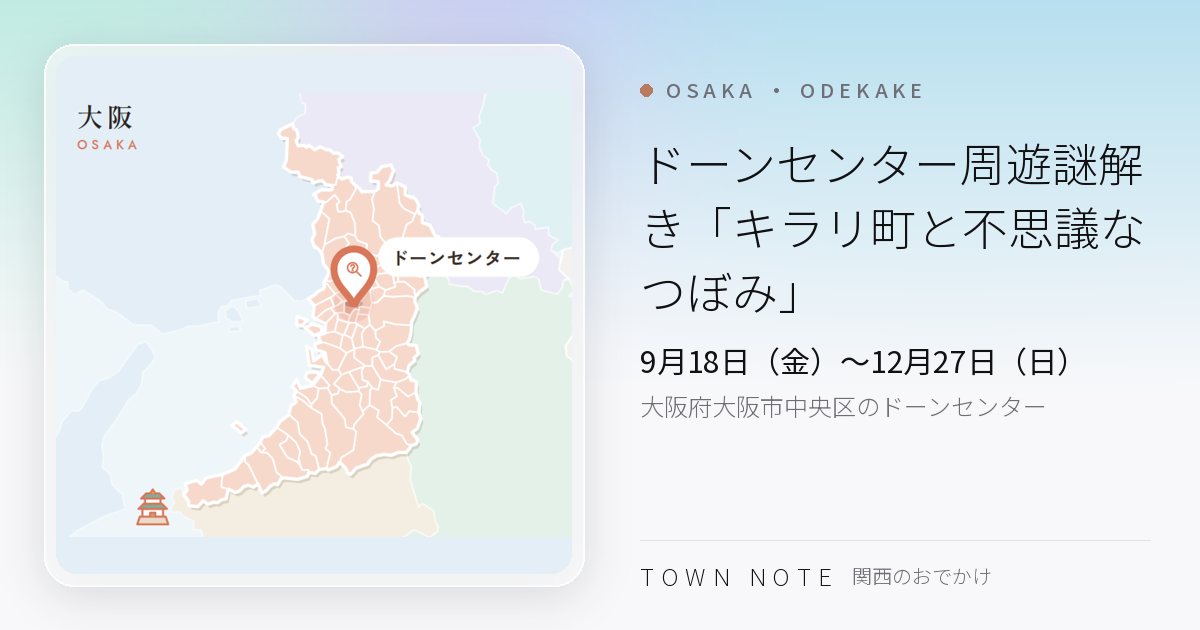 大阪
OSAKA
ドーンセンター
OSAKA • ODEKAKE
ドーンセンター周遊謎解
き「キラリ町と不思議な
つぼみ」
9月18日（金）〜12月27日（日）
大阪府大阪市中央区のドーンセンター
TOWN NOTE 関西のおでかけ